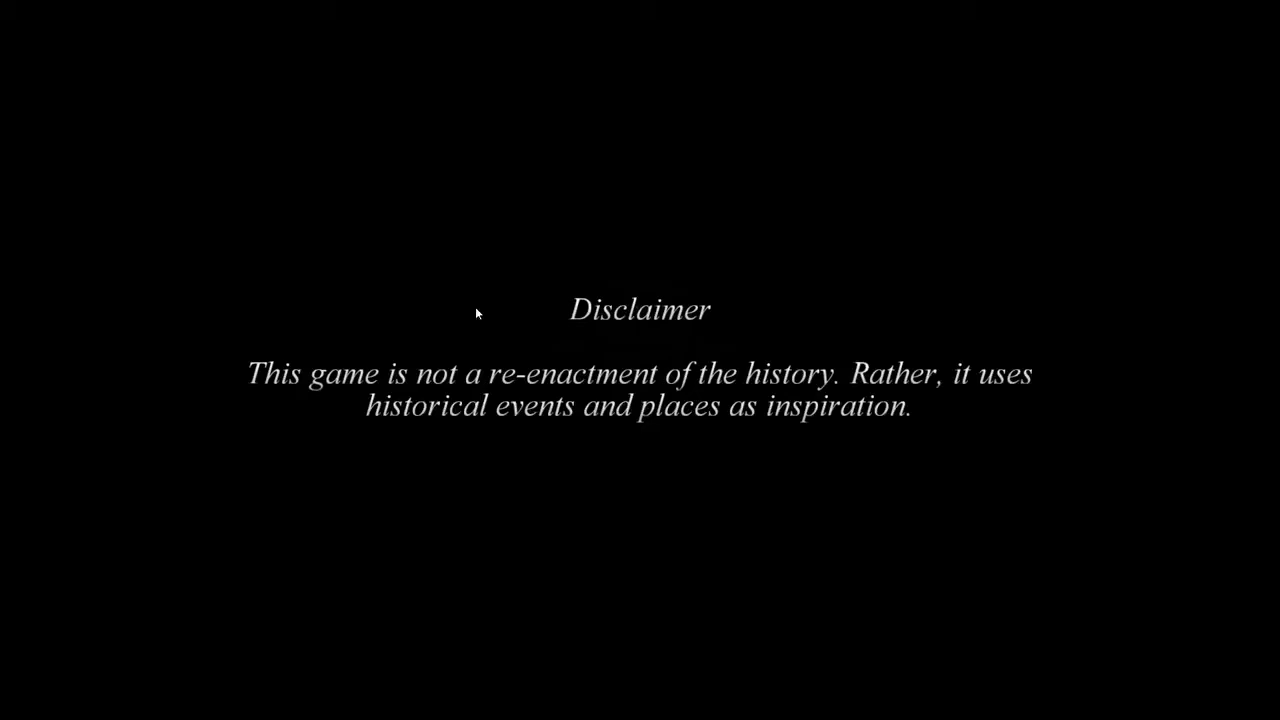 Disclaimer
This game is not a re-enactment of the history. Rather, it uses
historical events and places as inspiration.